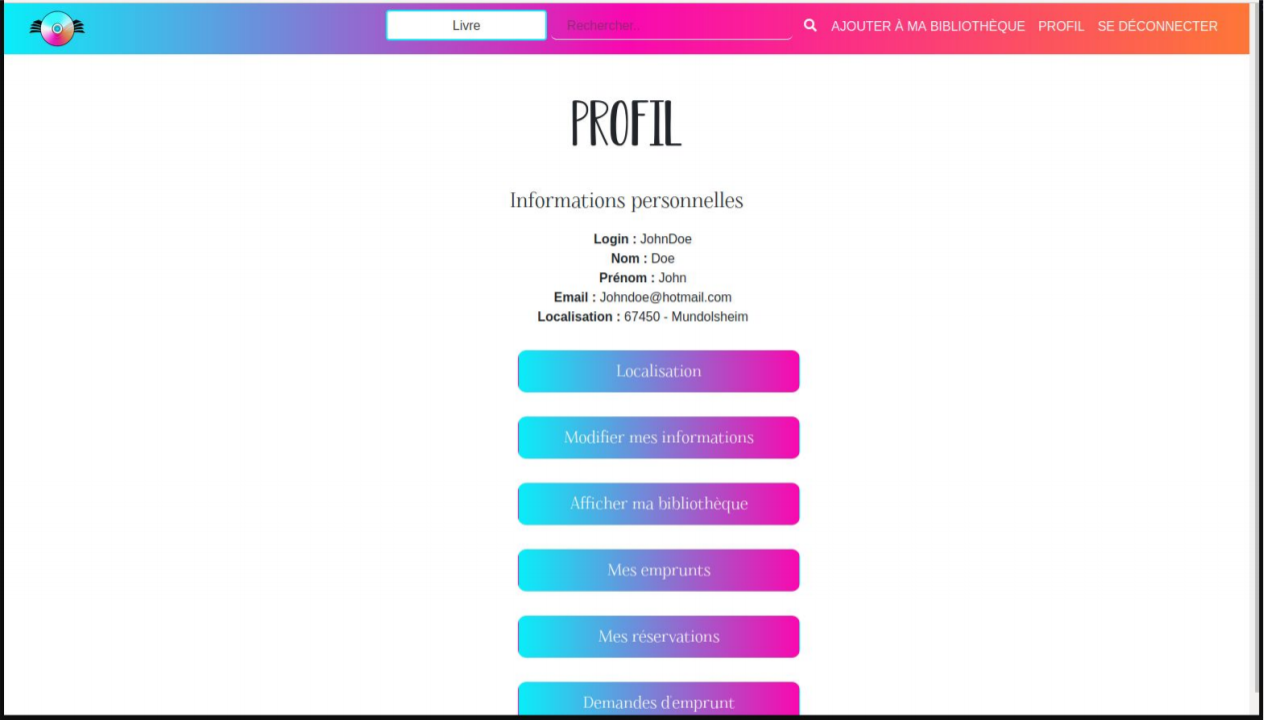 Livre Rechercher.. AJOUTER À MA BIBLIOTHÈQUE PROFIL SE DÉCONNECTER
PROFIL
Informations personnelles
Login : JohnDoe
Nom : Doe
Prénom : John
Email : Johndoe@hotmail.com
Localisation : 67450 - Mundolsheim
Localisation
Modifier mes informations
Afficher ma bibliothèque
Mes emprunts
Mes réservations
Demandes d'emprunt